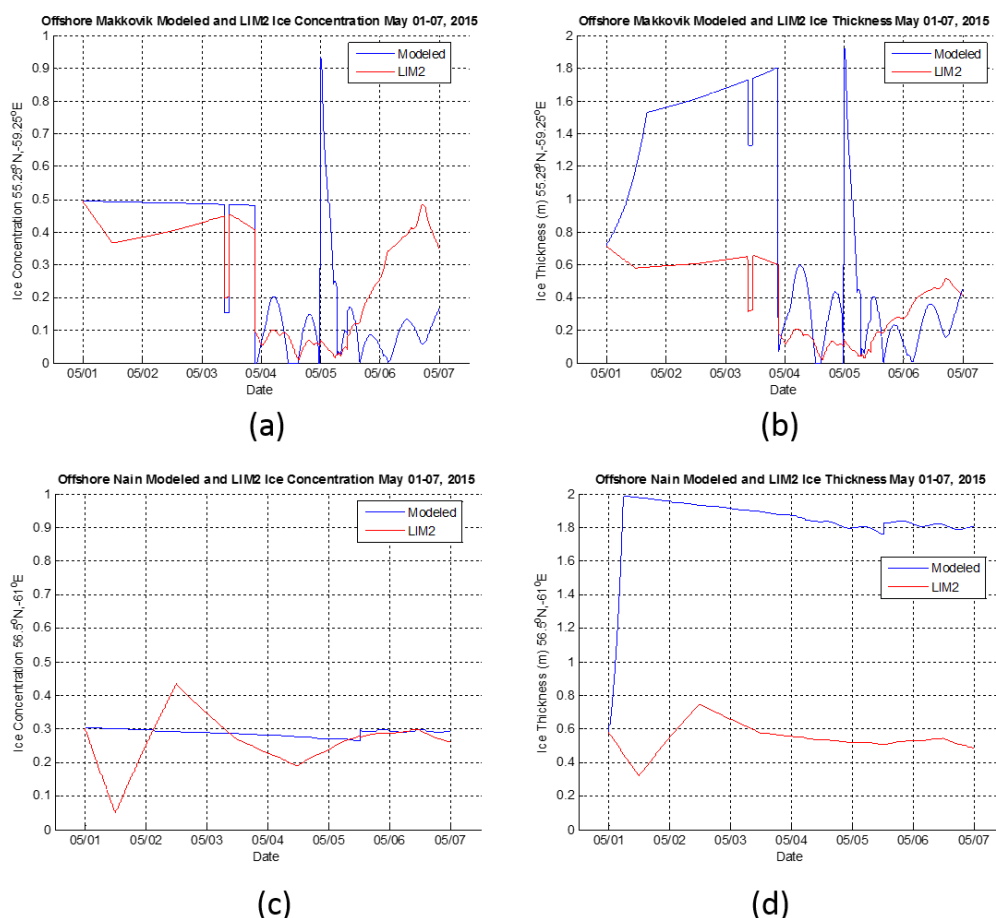 Offshore Makkovik Modeled and LIM2 Ice Concentration May 01-07, 2015
1
0.9
0.8
0.7
0.6
0.5
0.4
0.3
0.2
0.1
0
Ice Concentration 55.25⁰N,-59.25⁰E
Modeled
LIM2
05/01 05/02 05/03 05/04 05/05 05/06 05/07
Date
(a)
Offshore Makkovik Modeled and LIM2 Ice Thickness May 01-07, 2015
2
1.8
1.6
1.4
1.2
1
0.8
0.6
0.4
0.2
0
Ice Thickness (m) 55.25⁰N,-59.25⁰E
Modeled
LIM2
05/01 05/02 05/03 05/04 05/05 05/06 05/07
Date
(b)
Offshore Nain Modeled and LIM2 Ice Concentration May 01-07, 2015
1
0.9
0.8
0.7
0.6
0.5
0.4
0.3
0.2
0.1
0
Ice Concentration 56.5⁰N,-61⁰E
Modeled
LIM2
05/01 05/02 05/03 05/04 05/05 05/06 05/07
Date
(c)
Offshore Nain Modeled and LIM2 Ice Thickness May 01-07, 2015
2
1.8
1.6
1.4
1.2
1
0.8
0.6
0.4
0.2
0
Ice Thickness (m) 56.5⁰N,-61⁰E
Modeled
LIM2
05/01 05/02 05/03 05/04 05/05 05/06 05/07
Date
(d)